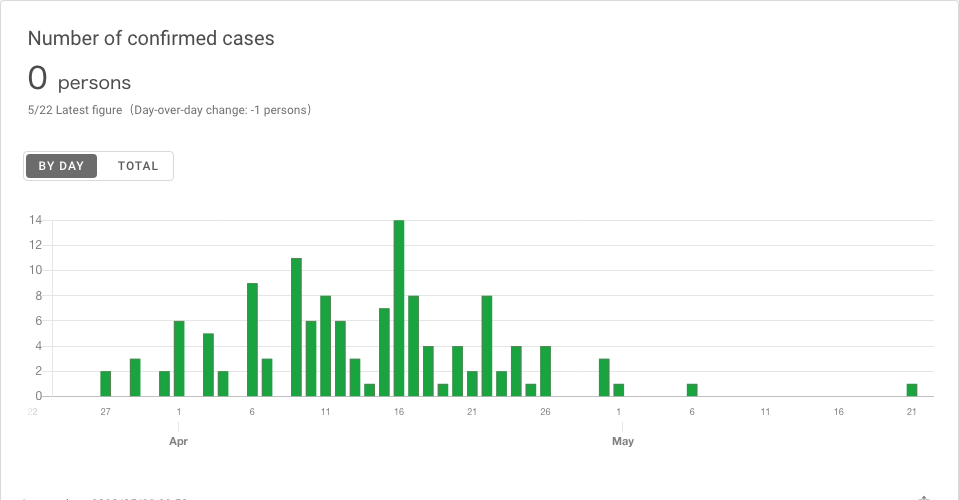 Number of confirmed cases
0 persons
5/22 Latest figure (Day-over-day change: -1 persons)
BY DAY TOTAL
14
12
10
8
6
4
2
0
22 27 1 6 11 16 21 26 1 6 11 16 21
Apr May